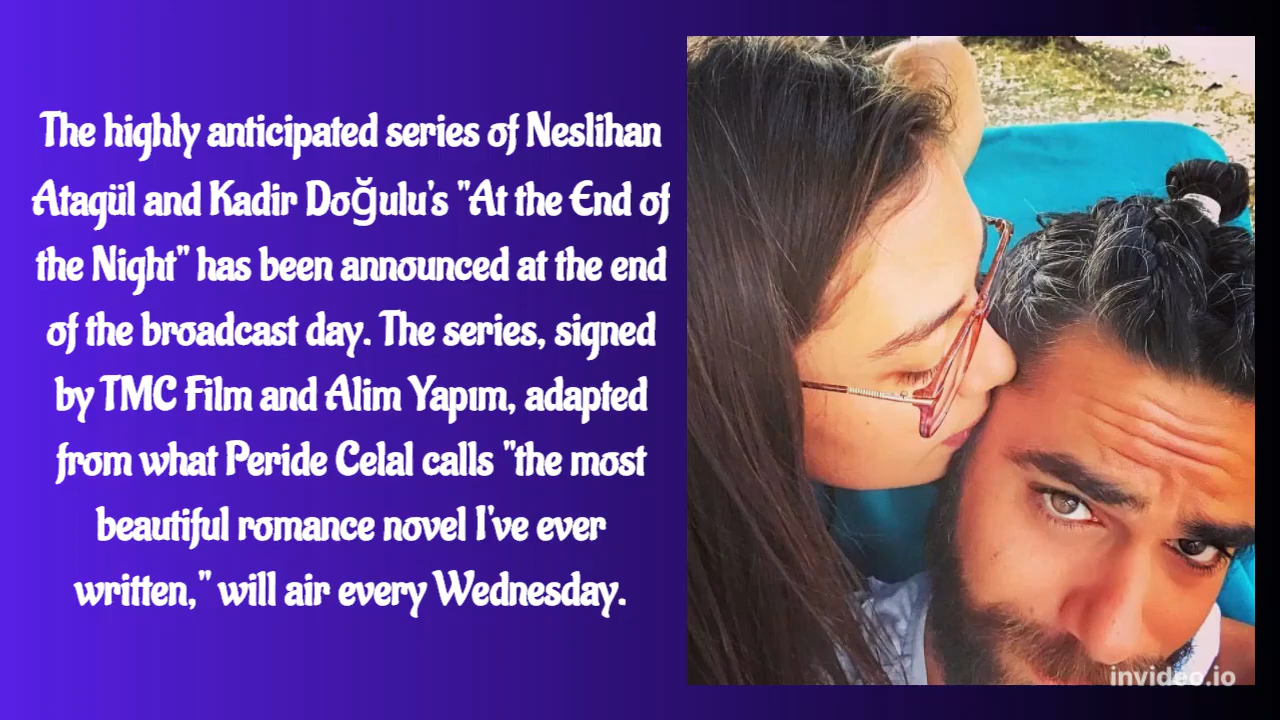 The highly anticipated series of Neslihan
Atagül and Kadir Doğulu's "At the End of
the Night" has been announced at the end
of the broadcast day. The series, signed
by TMC Film and Alim Yapım, adapted
from what Peride Celal calls "the most
beautiful romance novel I've ever
written," will air every Wednesday.
invideo.io